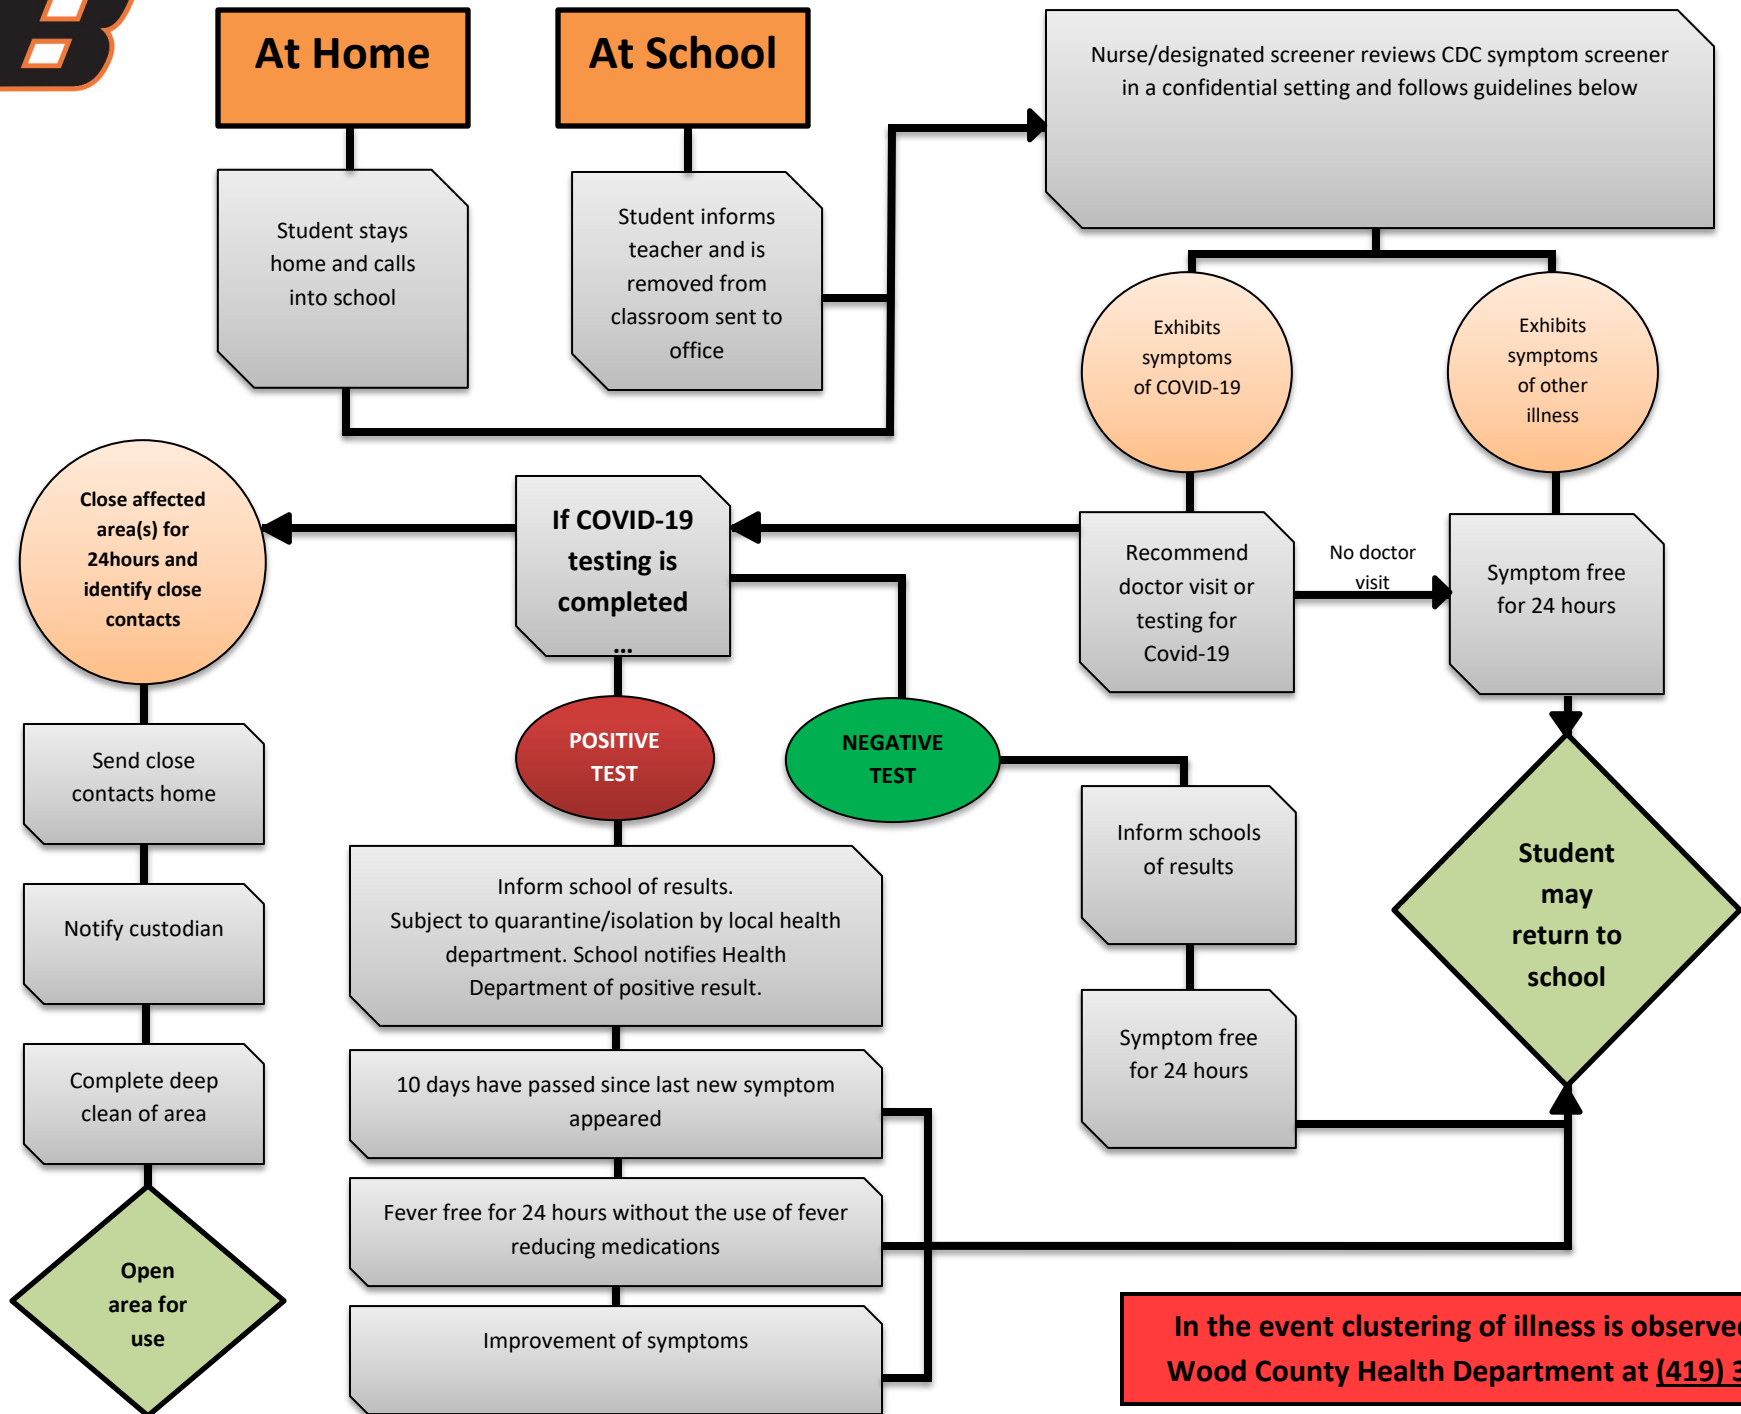 B
At Home
At School
Nurse/designated screener reviews CDC symptom screener
in a confidential setting and follows guidelines below
Student stays
home and calls
into school
Student informs
teacher and is
removed from
classroom sent to
office
Exhibits
symptoms
of COVID-19
Exhibits
symptoms
of other
illness
Close affected
area(s) for
24hours and
identify close
contacts
If COVID-19
testing is
completed
...
Recommend
doctor visit or
testing for
Covid-19
No doctor
visit
Symptom free
for 24 hours
POSITIVE
TEST
NEGATIVE
TEST
Send close
contacts home
Inform schools
of results
Student
may
return to
school
Inform school of results.
Subject to quarantine/isolation by local health
department. School notifies Health
Department of positive result.
Notify custodian
Symptom free
for 24 hours
Complete deep
clean of area
10 days have passed since last new symptom
appeared
Fever free for 24 hours without the use of fever
reducing medications
Open
area for
use
Improvement of symptoms
In the event clustering of illness is observed
Wood County Health Department at (419) 3